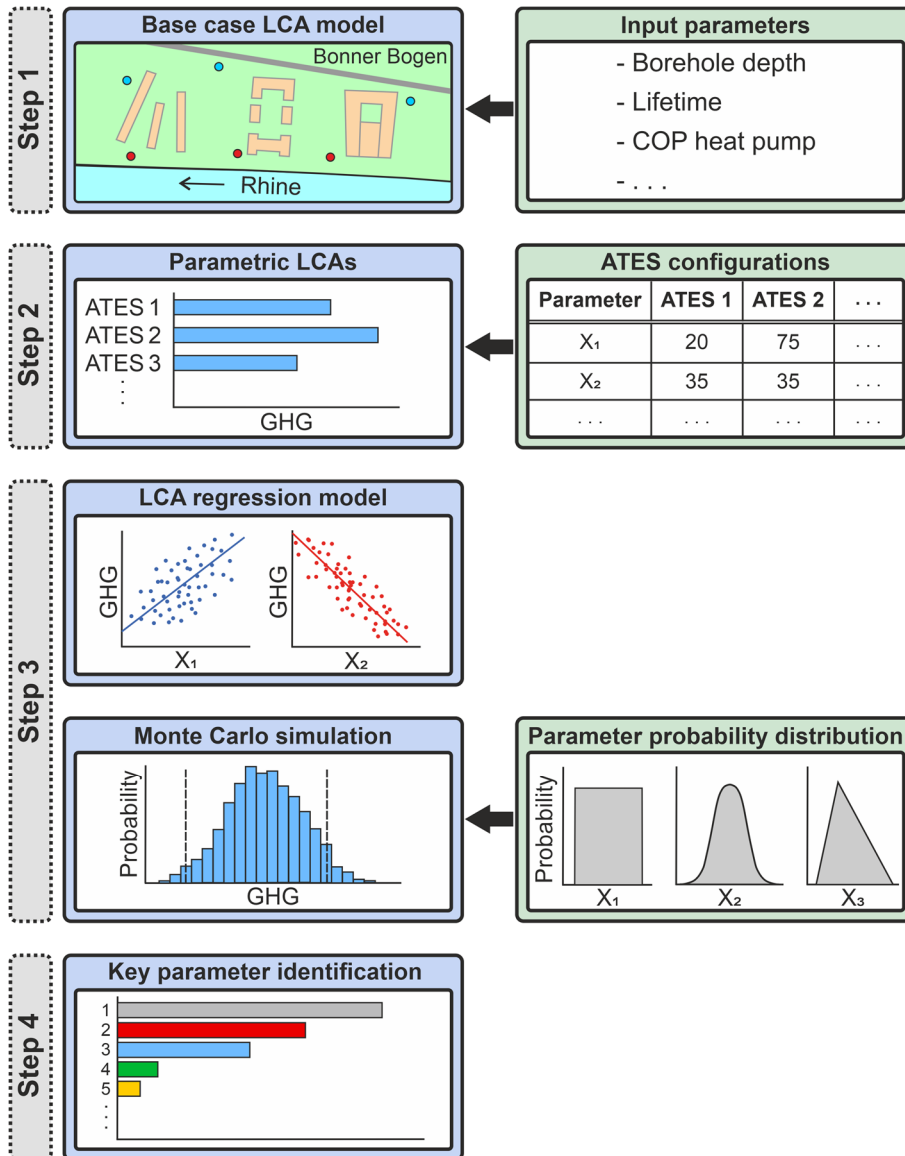 Step 1
Base case LCA model
Bonner Bogen
Rhine
Input parameters
- Borehole depth
- Lifetime
- COP heat pump
- . . .
Step 2
Parametric LCAs
ATES 1
ATES 2
ATES 3
. . .
GHG
ATES configurations
Parameter ATES 1 ATES 2 . . .
X₁ 20 75 . . .
X₂ 35 35 . . .
. . . . . . . . . . . .
Step 3
LCA regression model
GHG
X₁
GHG
X₂
Monte Carlo simulation
Probability
GHG
Parameter probability distribution
Probability
X₁ X₂ X₃
Step 4
Key parameter identification
1
2
3
4
5
. . .